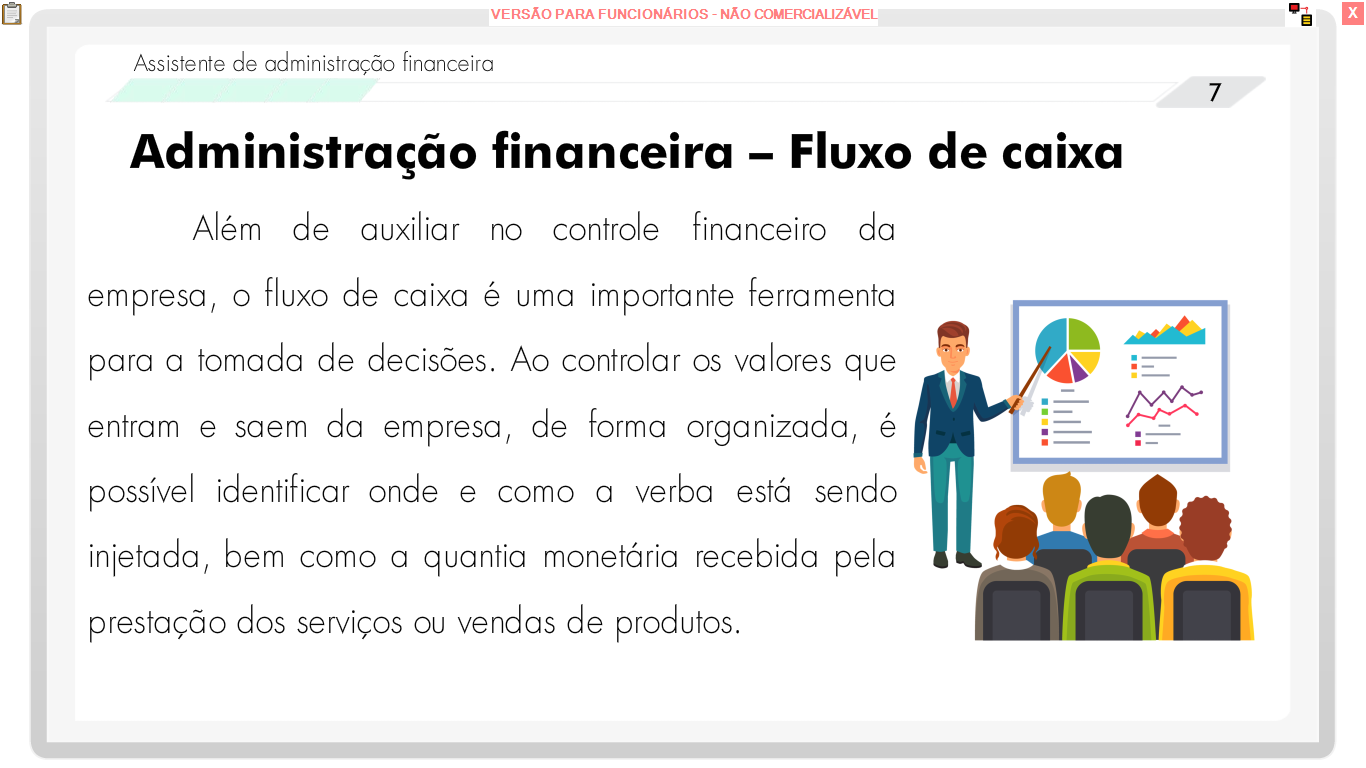 VERSÃO PARA FUNCIONÁRIOS - NÃO COMERCIALIZÁVEL
X
Assistente de administração financeira
7
Administração financeira – Fluxo de caixa
Além de auxiliar no controle financeiro da
empresa, o fluxo de caixa é uma importante ferramenta
para a tomada de decisões. Ao controlar os valores que
entram e saem da empresa, de forma organizada, é
possível identificar onde e como a verba está sendo
injetada, bem como a quantia monetária recebida pela
prestação dos serviços ou vendas de produtos.